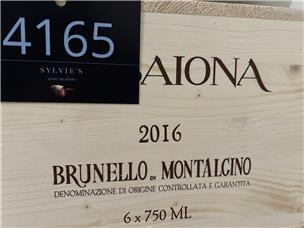 4165
SYLVIE'S
AIONA
2016
BRUNELLO DI MONTALCINO
DENOMINAZIONE DI ORIGINE CONTROLLATA E GARANTITA
6 x 750 ML